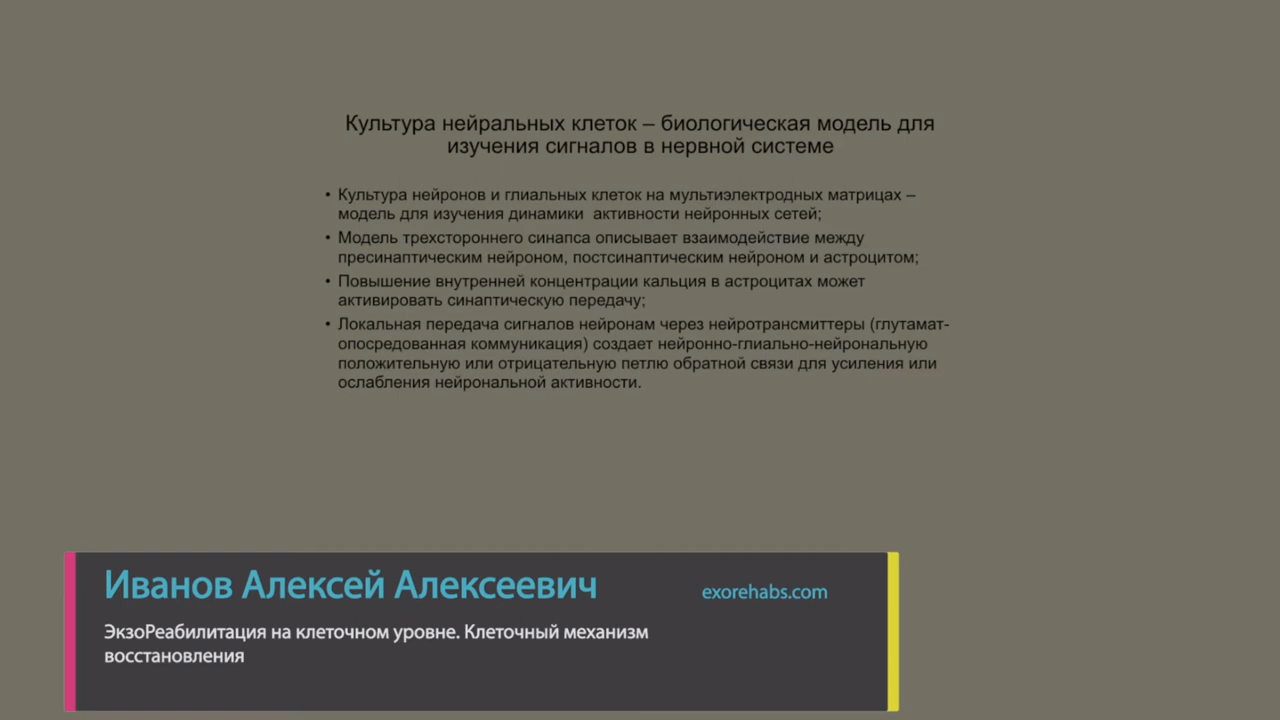 Культура нейральных клеток – биологическая модель для
изучения сигналов в нервной системе
• Культура нейронов и глиальных клеток на мультиэлектродных матрицах –
модель для изучения динамики активности нейронных сетей;
• Модель трехстороннего синапса описывает взаимодействие между
пресинаптическим нейроном, постсинаптическим нейроном и астроцитом;
• Повышение внутренней концентрации кальция в астроцитах может
активировать синаптическую передачу;
• Локальная передача сигналов нейронам через нейротрансмиттеры (глутамат-
опосредованная коммуникация) создает нейронно-глиально-нейрональную
положительную или отрицательную петлю обратной связи для усиления или
ослабления нейрональной активности.
Иванов Алексей Алексеевич
exorehabs.com
ЭкзоРеабилитация на клеточном уровне. Клеточный механизм
восстановления